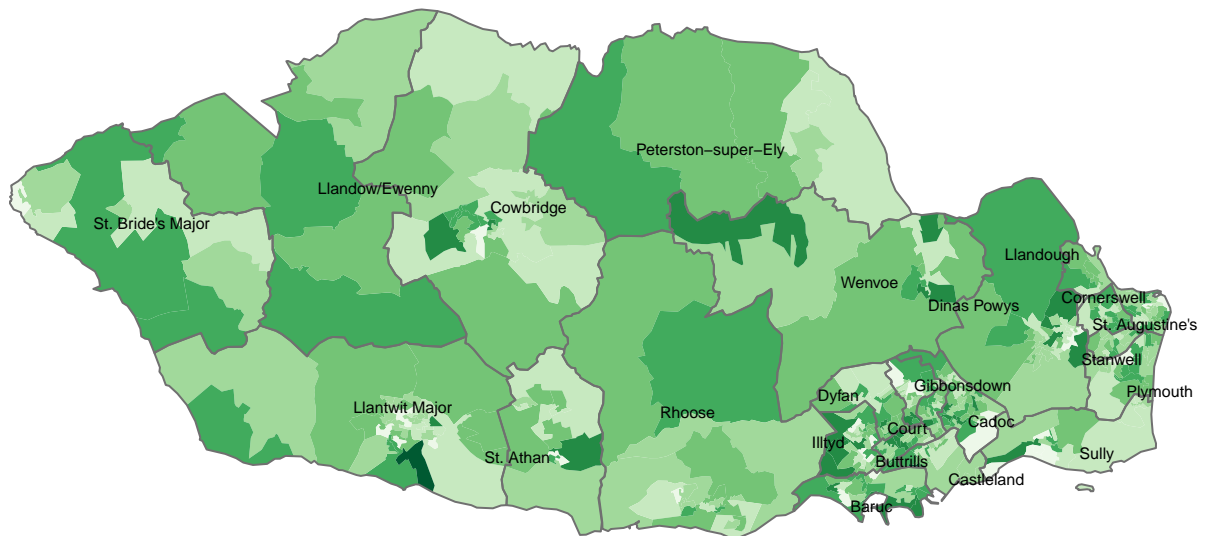 Peterston−super−Ely
Llandow/Ewenny
Cowbridge
St. Bride's Major
Llandough
Wenvoe
Cornerswell
Dinas Powys
St. Augustine's
Stanwell
Gibbonsdown
Plymouth
Dyfan
Llantwit Major
Rhoose
Cadoc
Court
Illtyd
Sully
St. Athan
Buttrills
Castleland
Baruc